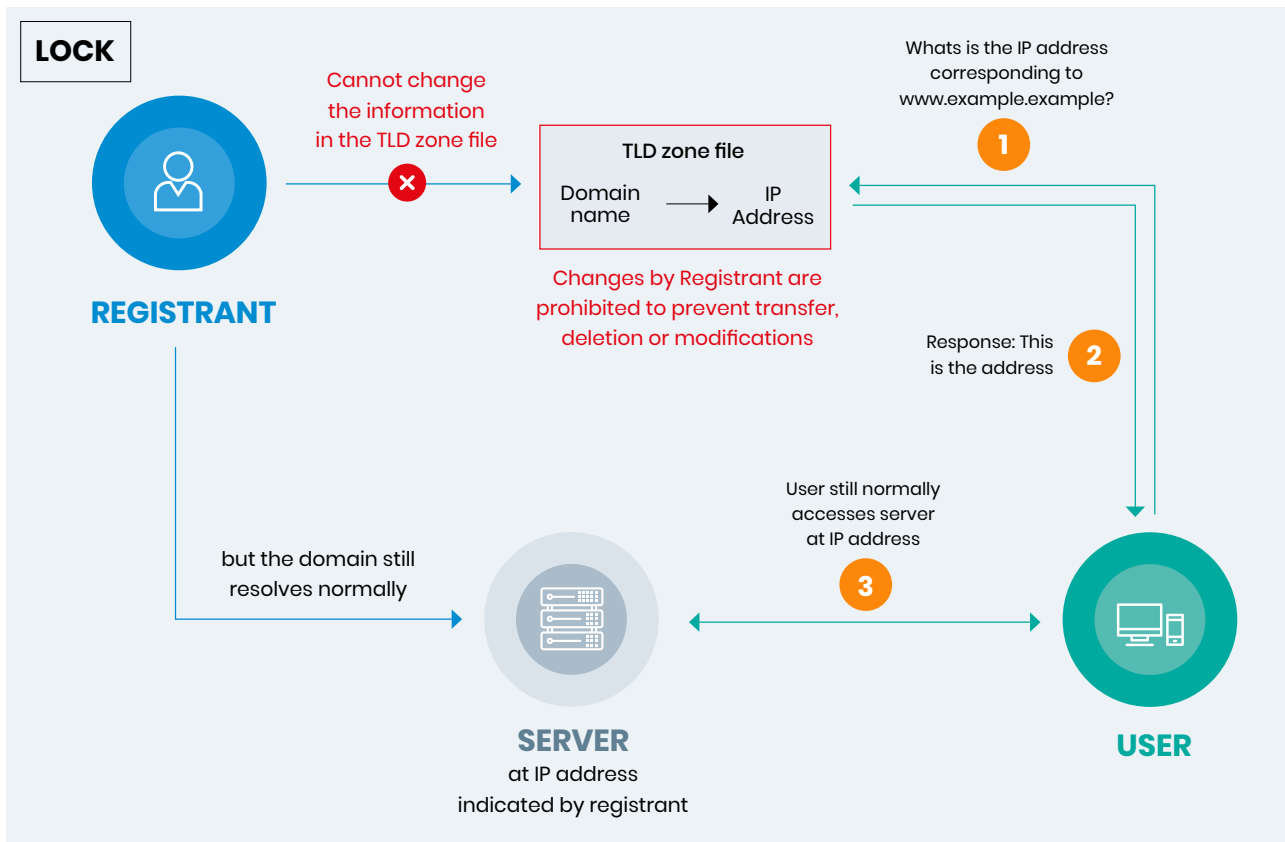 LOCK
Cannot change
the information
in the TLD zone file
REGISTRANT
TLD zone file
Domain
name
IP
Address
Changes by Registrant are
prohibited to prevent transfer,
deletion or modifications
Whats is the IP address
corresponding to
www.example.example?
1
Response: This
is the address
2
but the domain still
resolves normally
User still normally
accesses server
at IP address
3
SERVER
at IP address
indicated by registrant
USER